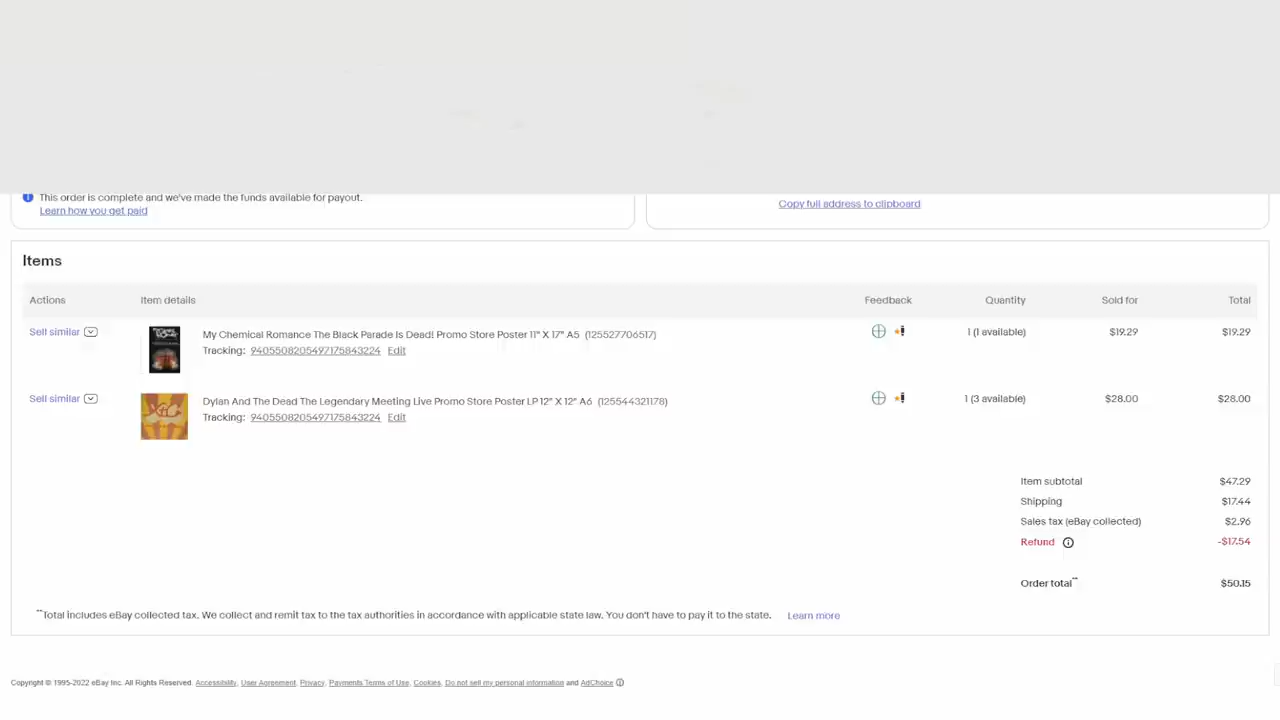 This order is complete and we've made the funds available for payout.
Learn how you get paid
Copy full address to clipboard
Items
Actions Item details Feedback Quantity Sold for Total
Sell similar My Chemical Romance The Black Parade Is Dead! Promo Store Poster 11" X 17" A5 (125527706517) 1 (1 available) $19.29 $19.29
Tracking: 9405508205497175843224 Edit
Sell similar Dylan And The Dead The Legendary Meeting Live Promo Store Poster LP 12" X 12" A6 (125544321178) 1 (3 available) $28.00 $28.00
Tracking: 9405508205497175843224 Edit
Item subtotal $47.29
Shipping $17.44
Sales tax (eBay collected) $2.96
Refund -$17.54
Order total** $50.15
**Total includes eBay collected tax. We collect and remit tax to the tax authorities in accordance with applicable state law. You don't have to pay it to the state. Learn more
Copyright © 1995-2022 eBay Inc. All Rights Reserved. Accessibility, User Agreement, Privacy, Payments Terms of Use, Cookies, Do not sell my personal information and AdChoice